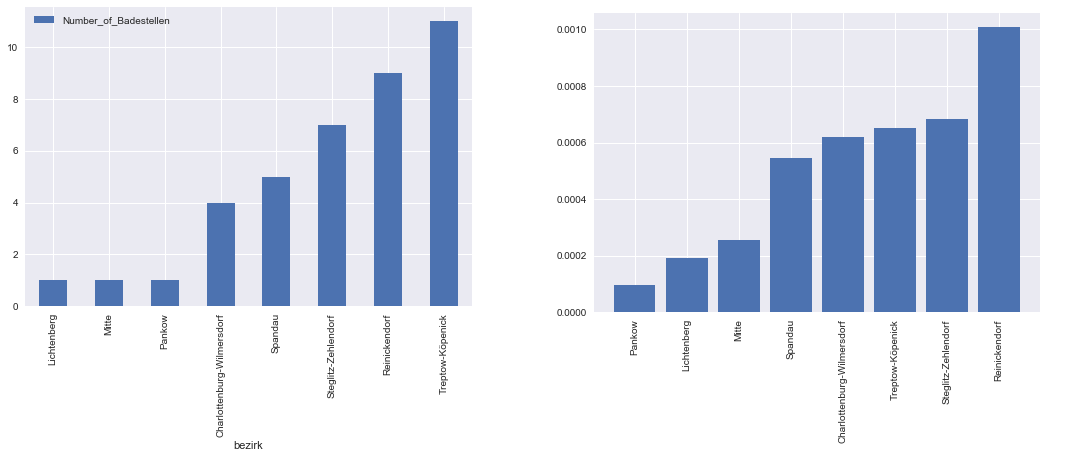 Number_of_Badestellen
10
8
6
4
2
0
Lichtenberg
Mitte
Pankow
Charlottenburg-Wilmersdorf
Spandau
Steglitz-Zehlendorf
Reinickendorf
Treptow-Köpenick
bezirk
0.0010
0.0008
0.0006
0.0004
0.0002
0.0000
Pankow
Lichtenberg
Mitte
Spandau
Charlottenburg-Wilmersdorf
Treptow-Köpenick
Steglitz-Zehlendorf
Reinickendorf